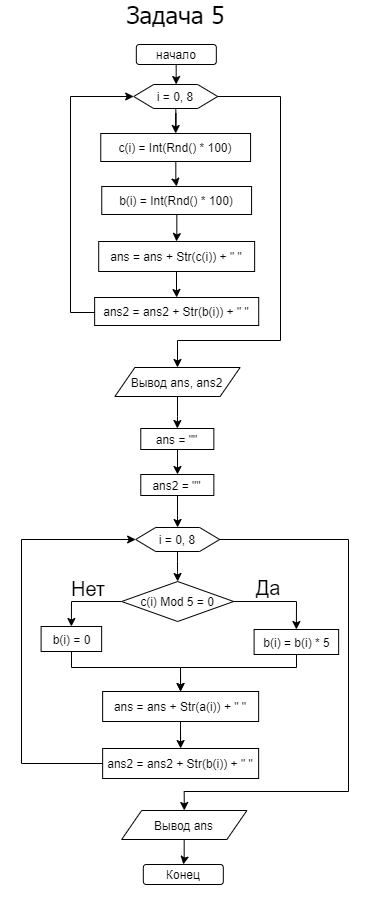 Задача 5
начало
i = 0, 8
c(i) = Int(Rnd() * 100)
b(i) = Int(Rnd() * 100)
ans = ans + Str(c(i)) + " "
ans2 = ans2 + Str(b(i)) + " "
Вывод ans, ans2
ans = ""
ans2 = ""
i = 0, 8
Нет
Да
c(i) Mod 5 = 0
b(i) = 0
b(i) = b(i) * 5
ans = ans + Str(a(i)) + " "
ans2 = ans2 + Str(b(i)) + " "
Вывод ans
Конец